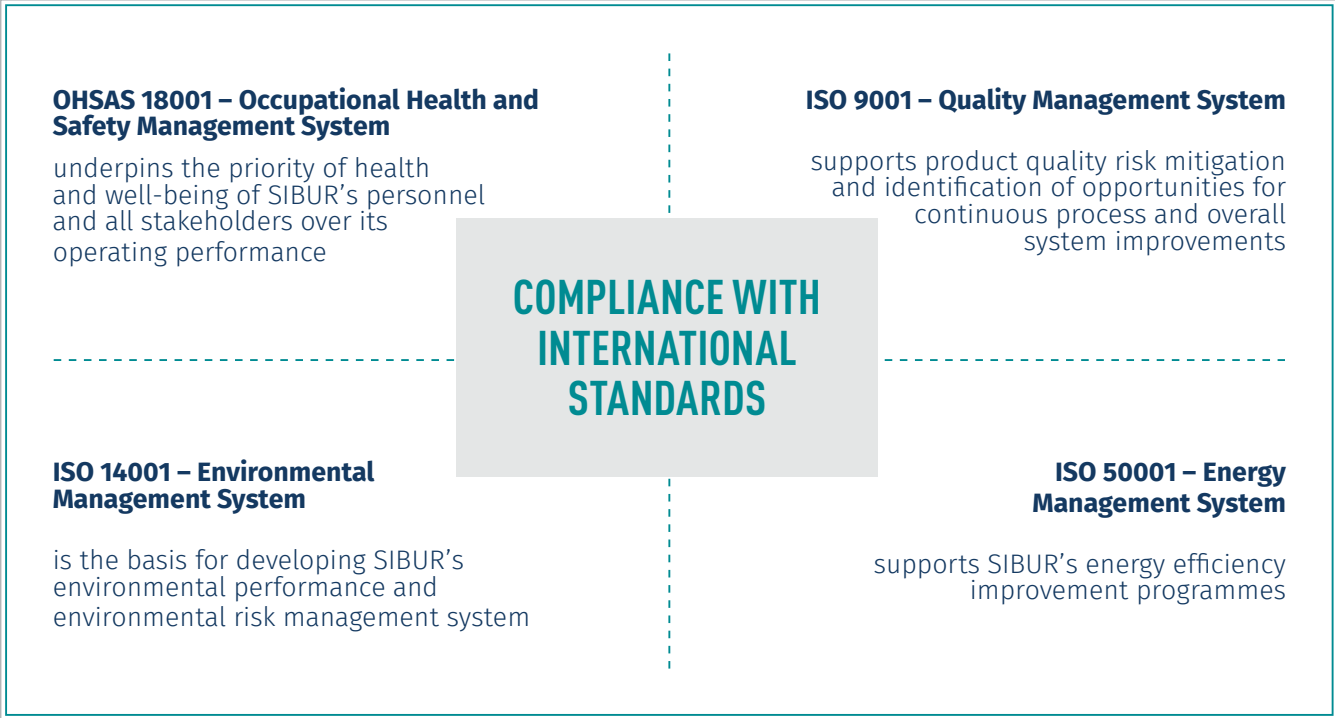 OHSAS 18001 – Occupational Health and
Safety Management System
underpins the priority of health
and well-being of SIBUR’s personnel
and all stakeholders over its
operating performance
ISO 9001 – Quality Management System
supports product quality risk mitigation
and identification of opportunities for
continuous process and overall
system improvements
COMPLIANCE WITH
INTERNATIONAL
STANDARDS
ISO 14001 – Environmental
Management System
is the basis for developing SIBUR’s
environmental performance and
environmental risk management system
ISO 50001 – Energy
Management System
supports SIBUR’s energy efficiency
improvement programmes